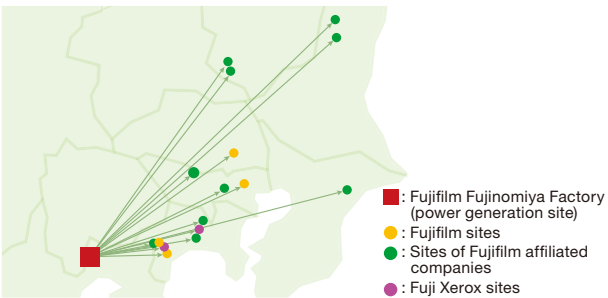 : Fujifilm Fujinomiya Factory
(power generation site)
: Fujifilm sites
: Sites of Fujifilm affiliated
companies
: Fuji Xerox sites